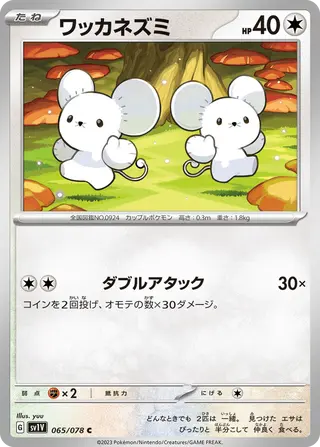 たね ワッカネズミ HP40
全国図鑑NO.0924 カップルポケモン 高さ:0.3m 重さ:1.8kg
ダブルアタック 30×
コインを2回投げ、オモテの数×30ダメージ。
弱点 ×2 抵抗力 にげる
Illus. yuu
G SV1V 065/078 C
どんなときでも 2匹は 一緒。 見つけた エサは
ぴったりと 半分こして 仲良く 食べる。
©2023 Pokémon/Nintendo/Creatures/GAME FREAK.